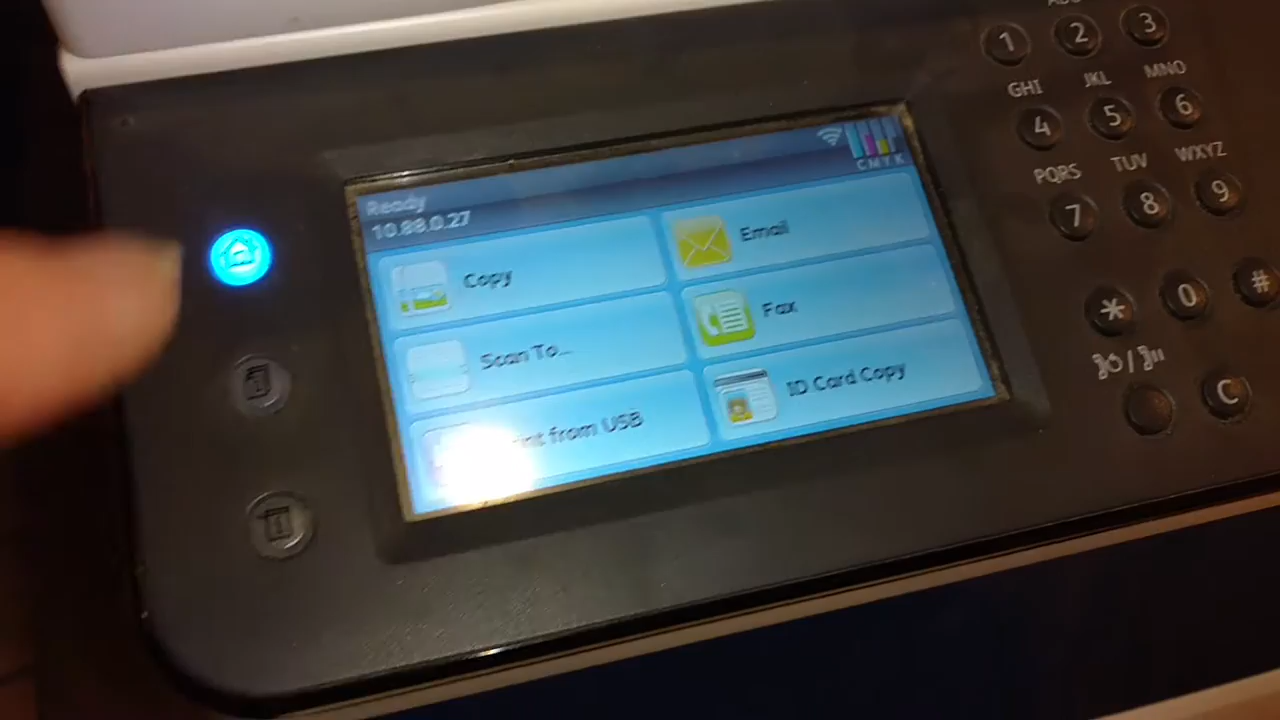 Ready
10.88.0.27
CMYK
Copy
Email
Scan To...
Fax
from USB
ID Card Copy
1
2
3
GHI
JKL
MNO
4
5
6
PQRS
TUV
WXYZ
7
8
9
*
0
#
C